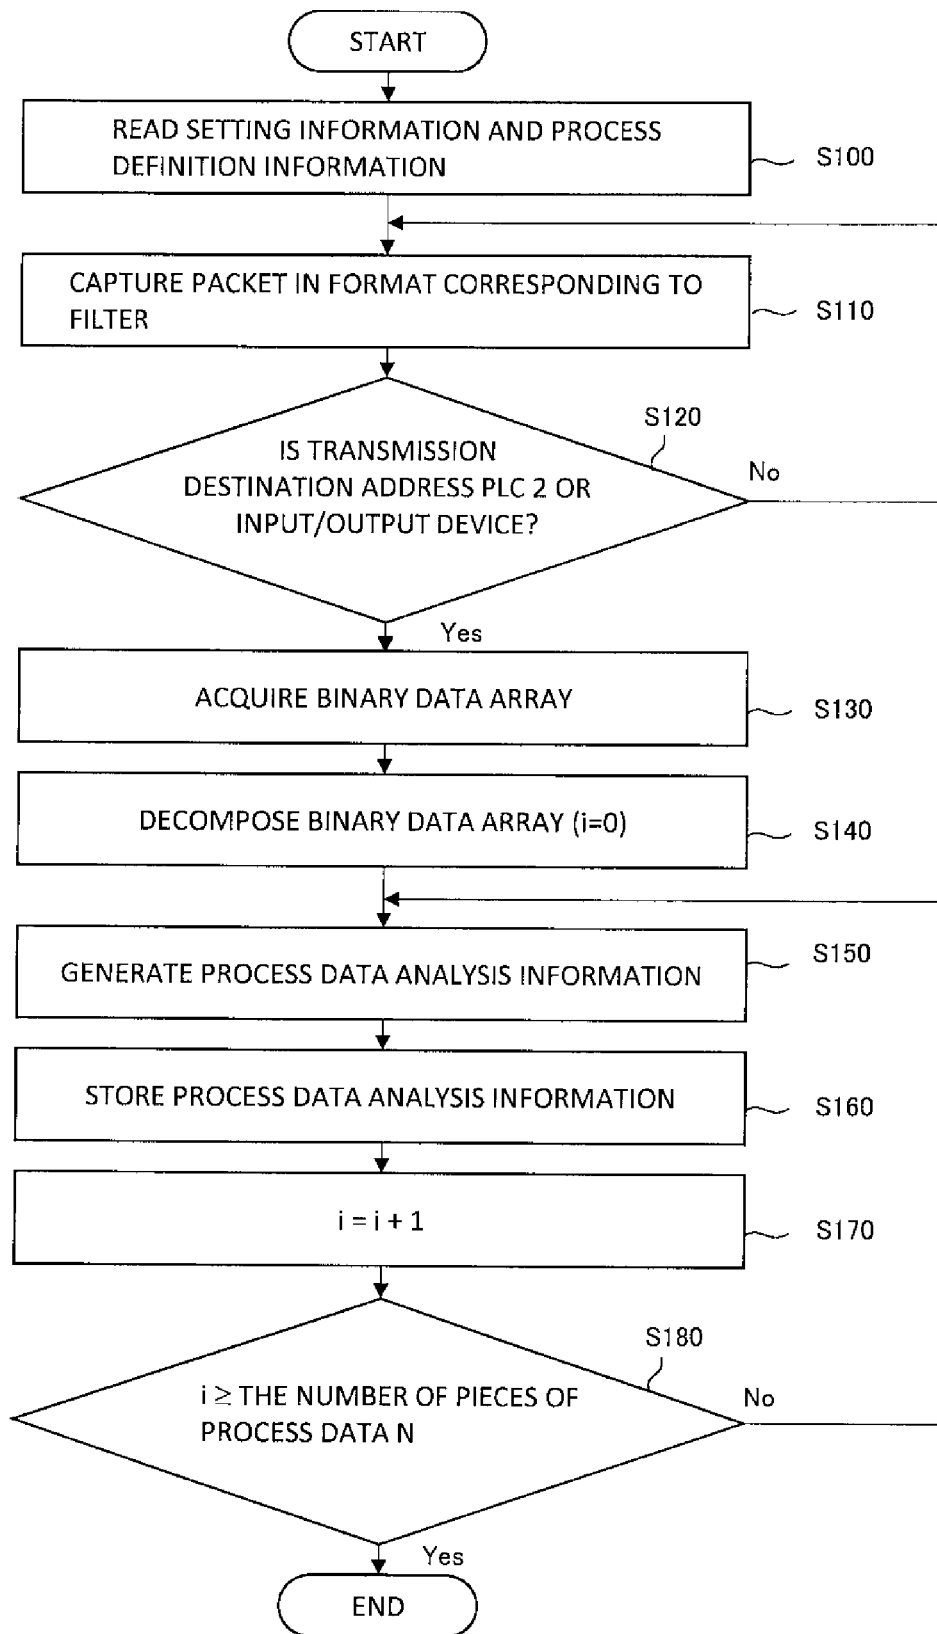 START
READ SETTING INFORMATION AND PROCESS
DEFINITION INFORMATION
S100
CAPTURE PACKET IN FORMAT CORRESPONDING TO
FILTER
S110
S120
IS TRANSMISSION
DESTINATION ADDRESS PLC 2 OR
INPUT/OUTPUT DEVICE?
No
Yes
ACQUIRE BINARY DATA ARRAY
S130
DECOMPOSE BINARY DATA ARRAY (i=0)
S140
GENERATE PROCESS DATA ANALYSIS INFORMATION
S150
STORE PROCESS DATA ANALYSIS INFORMATION
S160
i = i + 1
S170
S180
i ≥ THE NUMBER OF PIECES OF
PROCESS DATA N
No
Yes
END